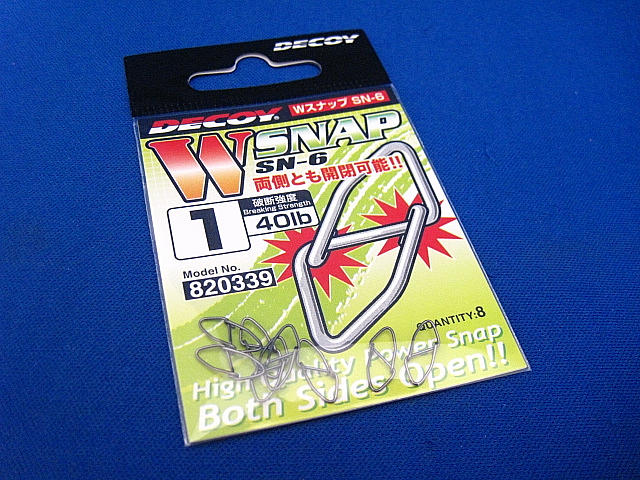 DECOY
Wスナップ SN-6
DECOY
W SNAP
SN-6
両側とも開閉可能!!
1
破断強度
Breaking Strength
40lb
Model No.
820339
QUANTITY:8
High Quality Power Snap
Both Sides Open!!